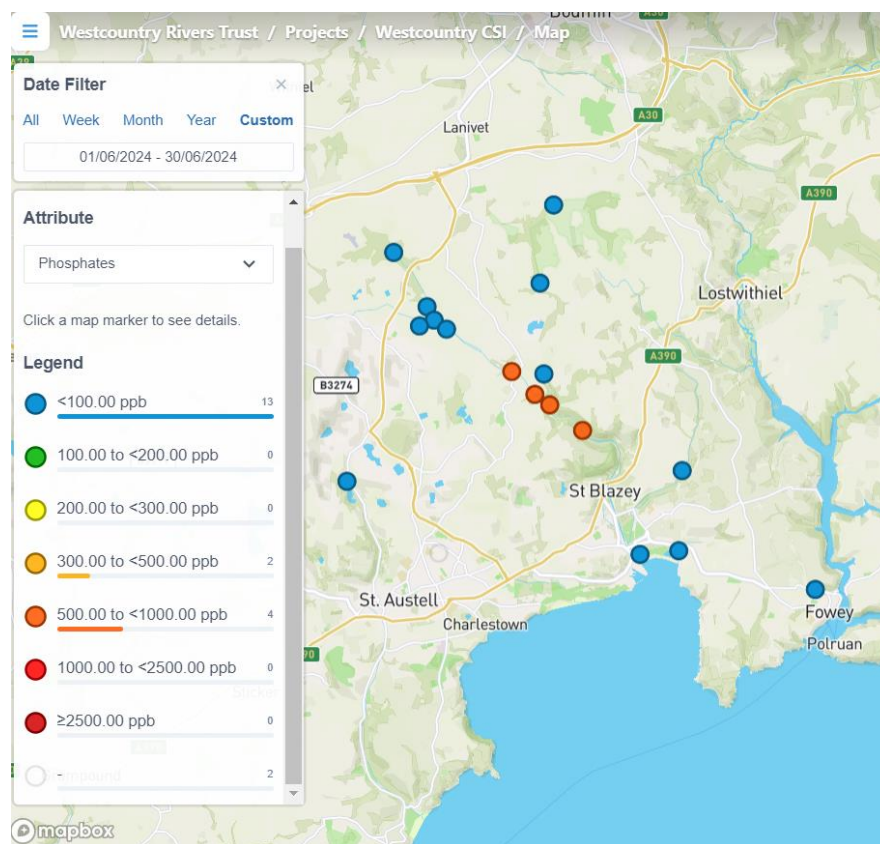 Westcountry Rivers Trust / Projects / Westcountry CSI / Map
Date Filter
×
All Week Month Year Custom
01/06/2024 - 30/06/2024
Attribute
Phosphates
Click a map marker to see details.
Legend
<100.00 ppb 13
100.00 to <200.00 ppb 0
200.00 to <300.00 ppb 0
300.00 to <500.00 ppb 2
500.00 to <1000.00 ppb 4
1000.00 to <2500.00 ppb 0
≥2500.00 ppb 0
- 2
mapbox
Bodmin
Lanivet
A30
A390
Lostwithiel
A390
B3274
St Blazey
St. Austell
Charlestown
Fowey
Polruan
90
Sticker
Grampound